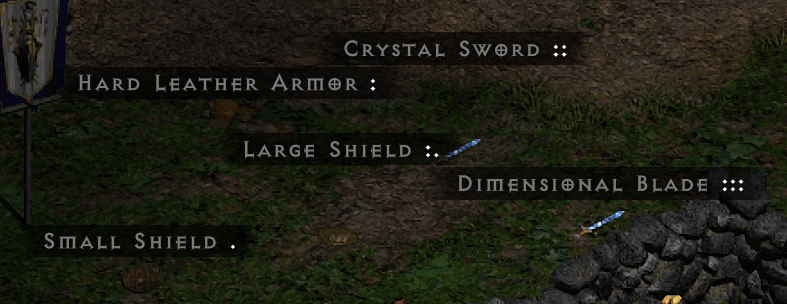 Crystal Sword ::
Hard Leather Armor :
Large Shield :.
Dimensional Blade :::
Small Shield .